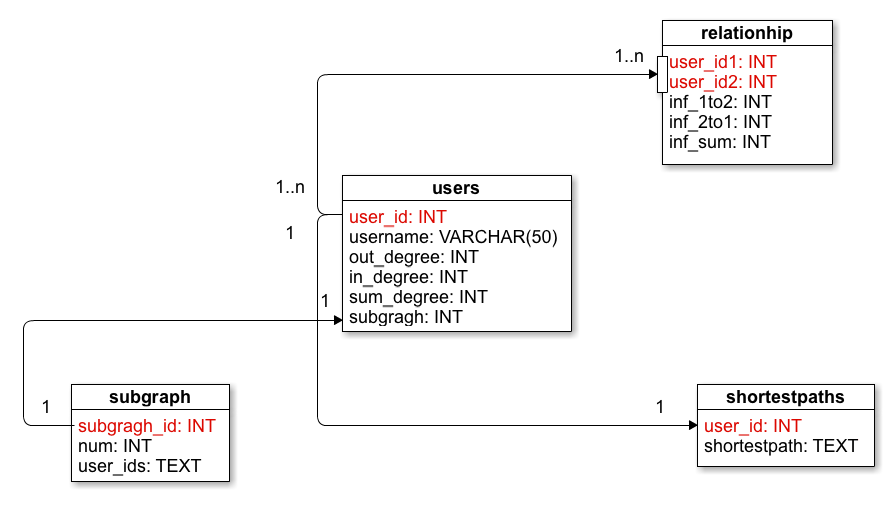 relationhip
1..n
user_id1: INT
user_id2: INT
inf_1to2: INT
inf_2to1: INT
inf_sum: INT
1..n
users
1
user_id: INT
username: VARCHAR(50)
out_degree: INT
in_degree: INT
sum_degree: INT
subgragh: INT
1
subgraph
1
subgragh_id: INT
num: INT
user_ids: TEXT
1
shortestpaths
user_id: INT
shortestpath: TEXT